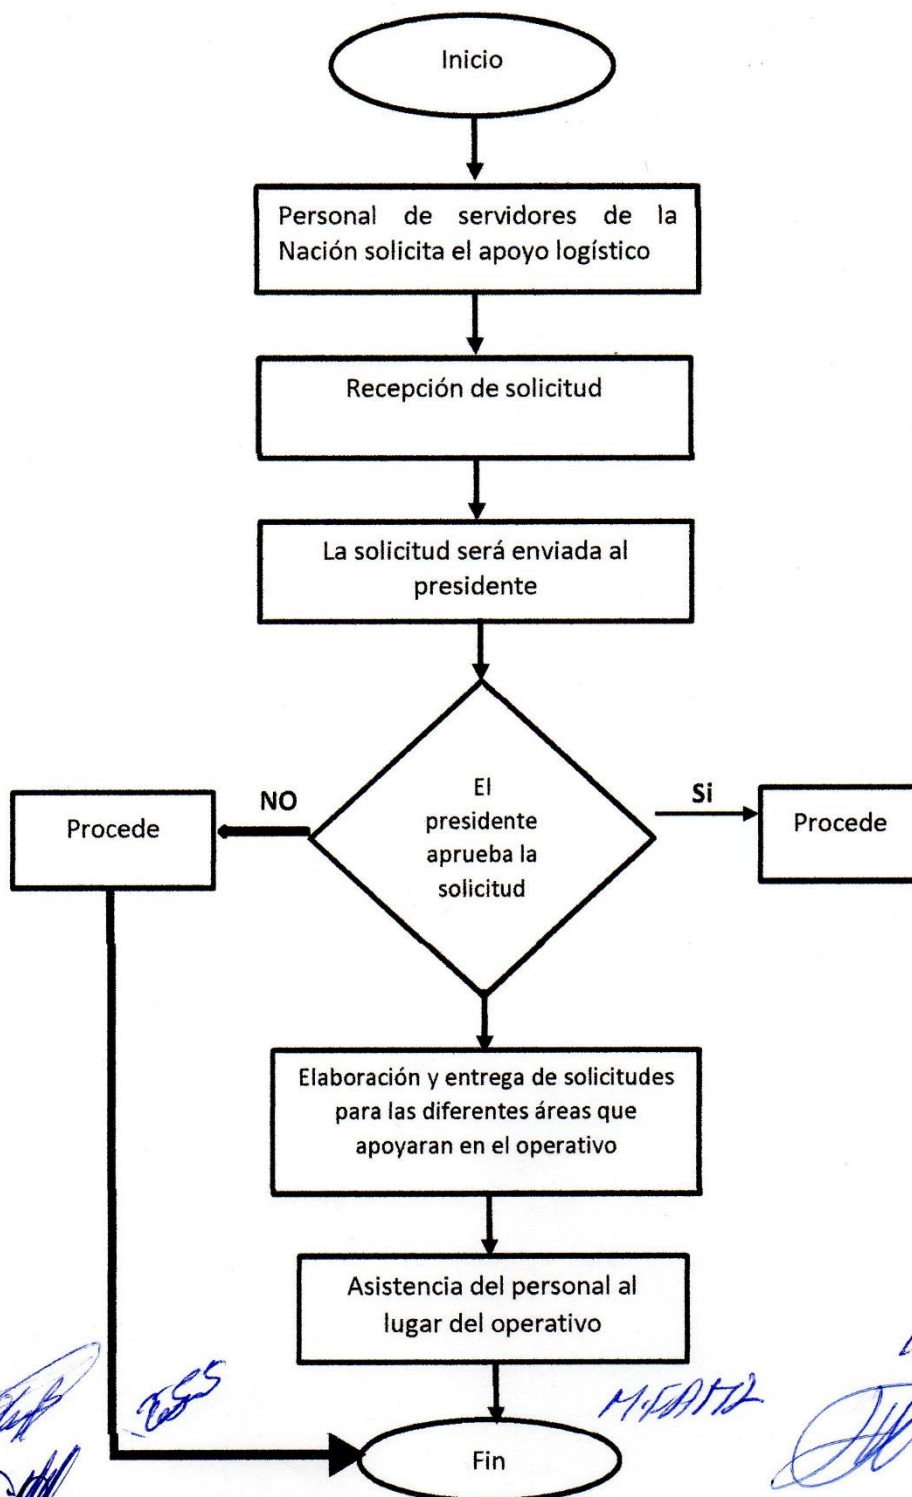 Inicio
Personal de servidores de la
Nación solicita el apoyo logístico
Recepción de solicitud
La solicitud será enviada al
presidente
El
presidente
aprueba la
solicitud
NO
Procede
Si
Procede
Elaboración y entrega de solicitudes
para las diferentes áreas que
apoyaran en el operativo
Asistencia del personal al
lugar del operativo
Fin